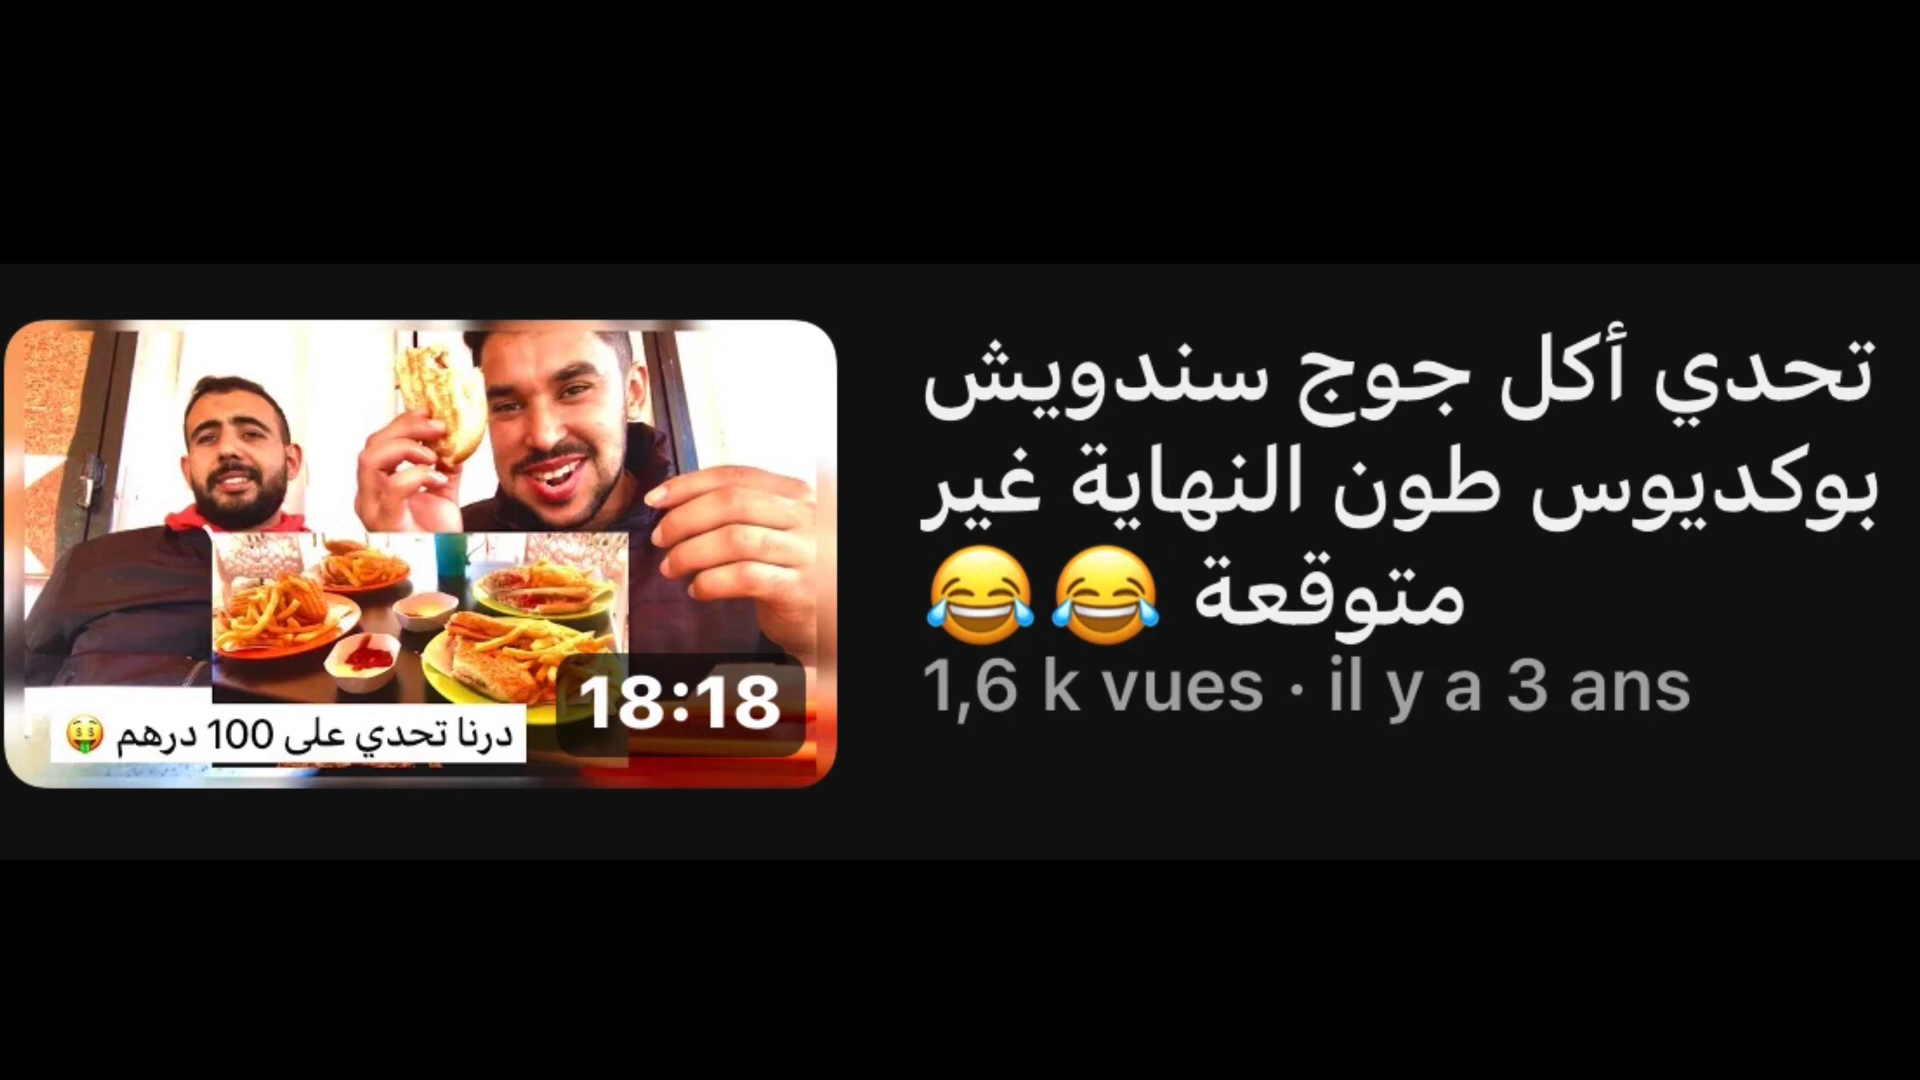 تحدي أكل جوج سندويش
بوكديوس طون النهاية غير
متوقعة 😂😂
1,6 k vues · il y a 3 ans
18:18
درنا تحدي على 100 درهم 🤑